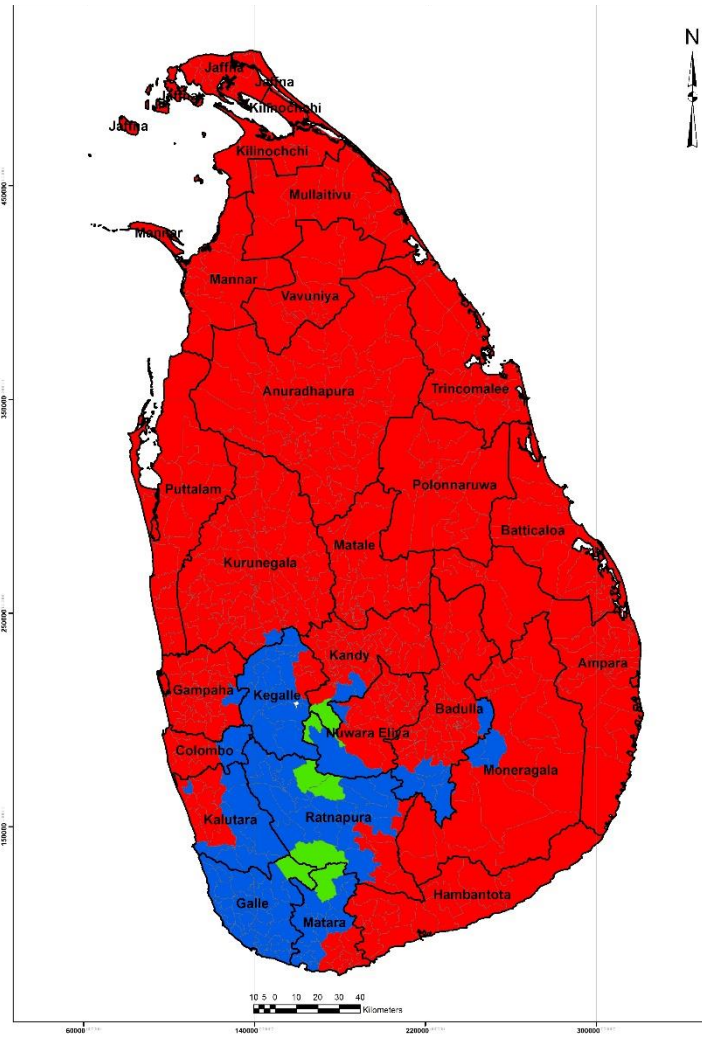 N
Jaffna
Jaffna
Jaffna
Kilinochchi
Jaffna
Kilinochchi
Mullaitivu
Mannar
Mannar
Vavuniya
Anuradhapura
Trincomalee
Puttalam
Polonnaruwa
Batticaloa
Matale
Kurunegala
Kandy
Ampara
Gampaha
Kegalle
Badulla
Nuwara Eliya
Colombo
Moneragala
Kalutara
Ratnapura
Hambantota
Galle
Matara
450000
350000
250000
150000
10 5 0 10 20 30 40
Kilometers
60000 140000 220000 300000